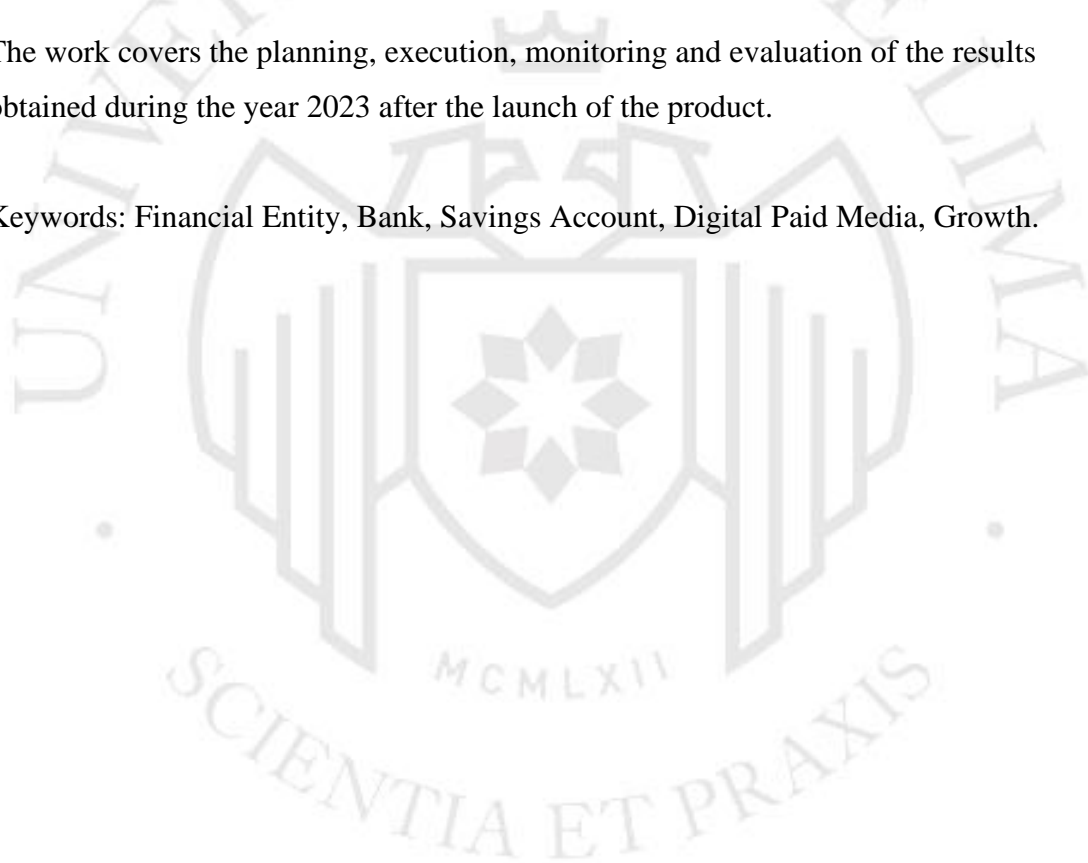 The work covers the planning, execution, monitoring and evaluation of the results
obtained during the year 2023 after the launch of the product.
Keywords: Financial Entity, Bank, Savings Account, Digital Paid Media, Growth.
LIMA
MCMLXII
SCIENTIA ET PRAXIS